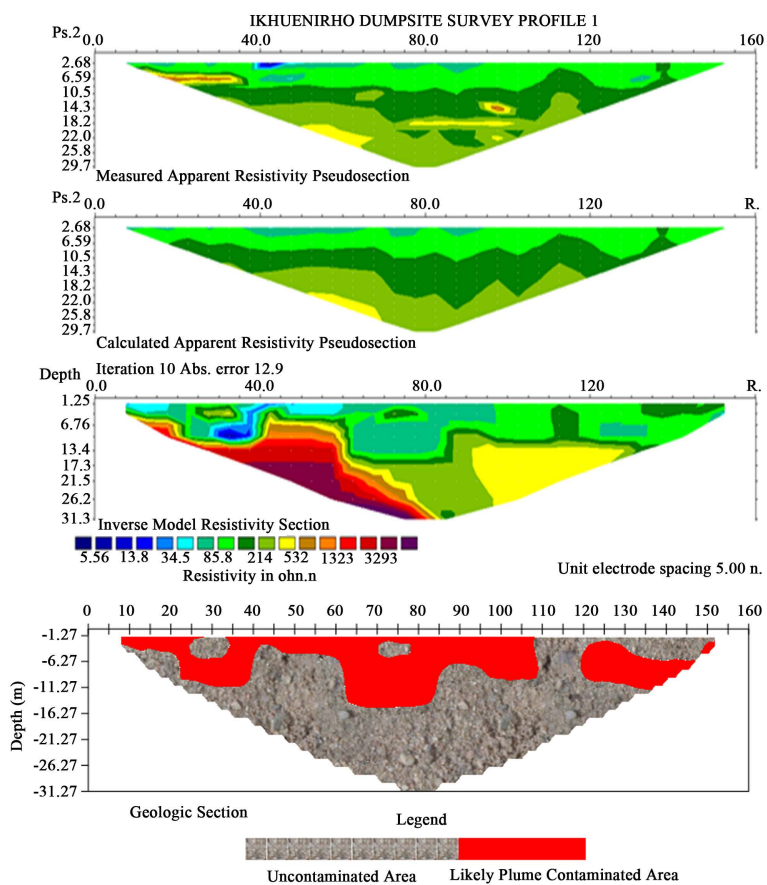 IKHUENIRHO DUMPSITE SURVEY PROFILE 1
Ps.2
0.0 40.0 80.0 120 160
2.68
6.59
10.5
14.3
18.2
22.0
25.8
29.7
Measured Apparent Resistivity Pseudosection
Ps.2
0.0 40.0 80.0 120 R.
2.68
6.59
10.5
14.3
18.2
22.0
25.8
29.7
Calculated Apparent Resistivity Pseudosection
Depth Iteration 10 Abs. error 12.9
0.0 40.0 80.0 120 R.
1.25
6.76
13.4
17.3
21.5
26.2
31.3
Inverse Model Resistivity Section
5.56 13.8 34.5 85.8 214 532 1323 3293
Resistivity in ohn.n
Unit electrode spacing 5.00 n.
0 10 20 30 40 50 60 70 80 90 100 110 120 130 140 150 160
-1.27
-6.27
-11.27
-16.27
-21.27
-26.27
-31.27
Depth (m)
Geologic Section
Legend
Uncontaminated Area Likely Plume Contaminated Area